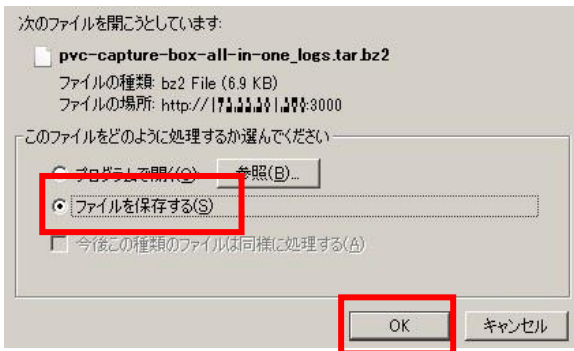 次のファイルを開こうとしています:
pvc-capture-box-all-in-one_logs.tar.bz2
ファイルの種類: bz2 File (6.9 KB)
ファイルの場所: http:// :3000
このファイルをどのように処理するか選んでください
プログラムで開く(O) 参照(B)...
ファイルを保存する(S)
今後この種類のファイルは同様に処理する(A)
OK キャンセル